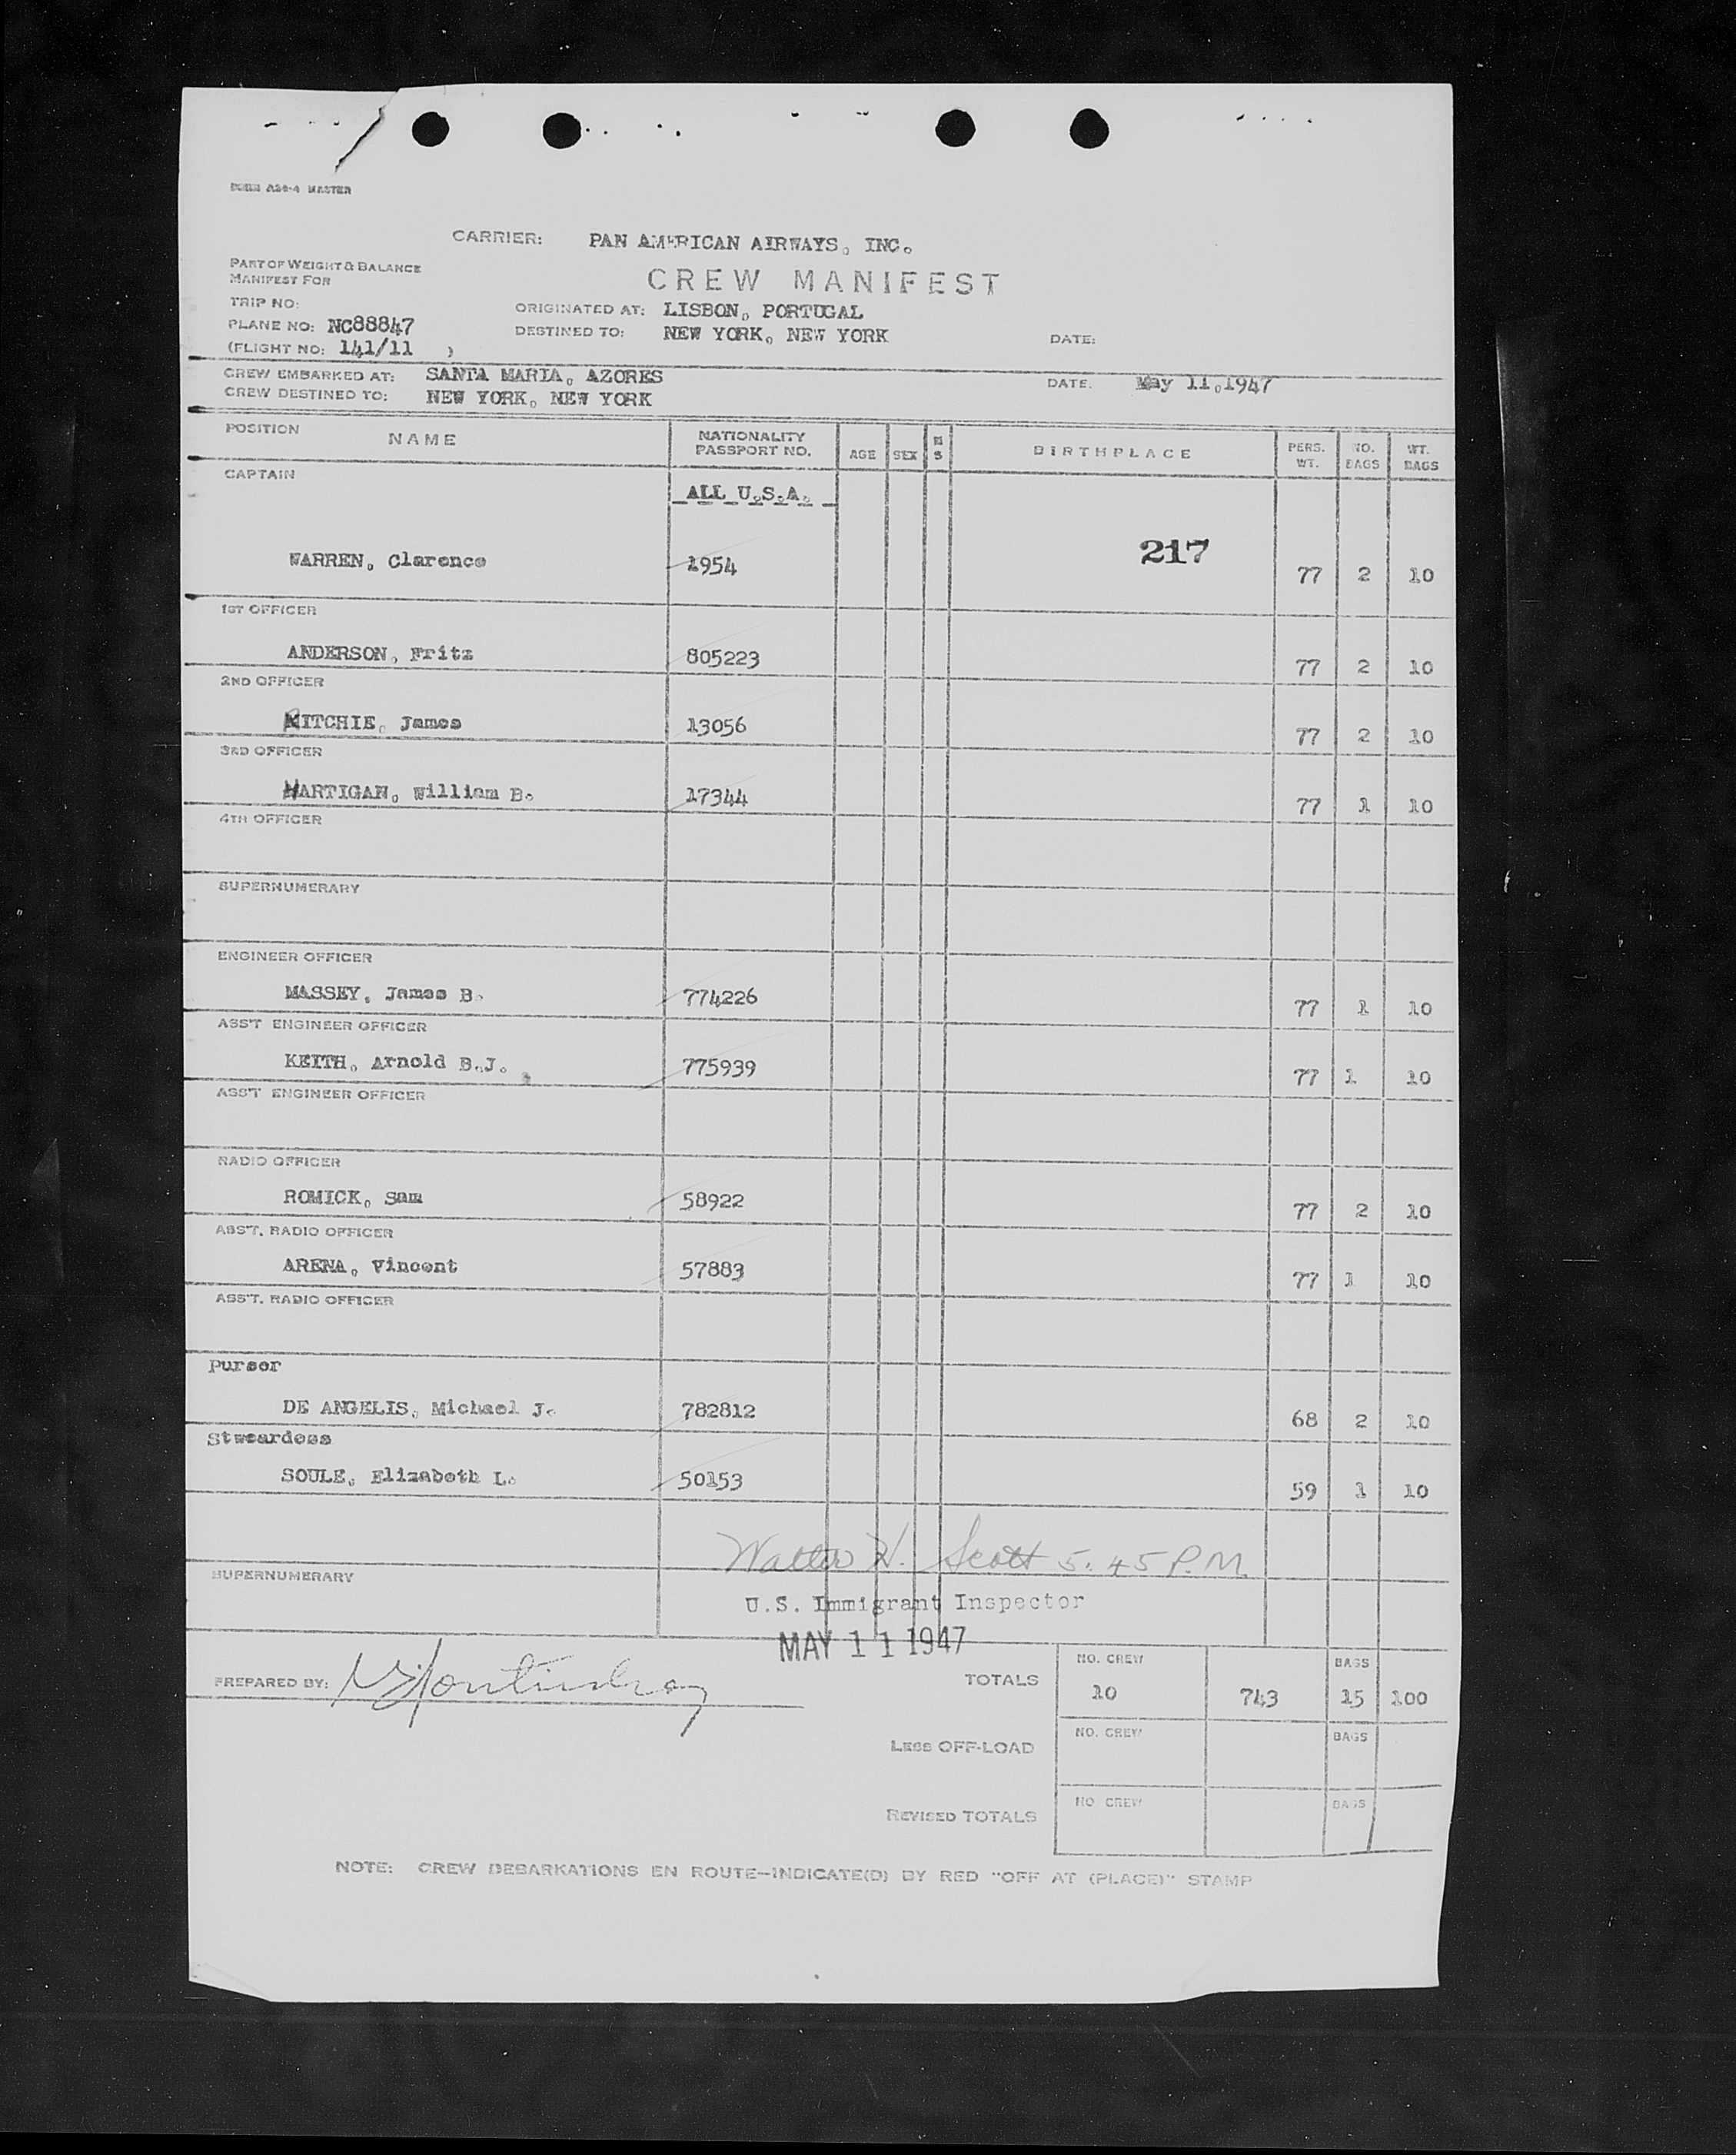 FORM A26-4 MASTER
CARRIER: PAN AMERICAN AIRWAYS, INC.
PART OF WEIGHT & BALANCE
MANIFEST FOR
CREW MANIFEST
TRIP NO:
ORIGINATED AT: LISBON, PORTUGAL
PLANE NO: NC88847
DESTINED TO: NEW YORK, NEW YORK DATE:
(FLIGHT NO: 141/11 )
CREW EMBARKED AT: SANTA MARIA, AZORES DATE. May 11,1947
CREW DESTINED TO: NEW YORK, NEW YORK
POSITION NAME NATIONALITY PASSPORT NO. AGE SEX M S BIRTHPLACE PERS. WT. NO. BAGS WT. BAGS
CAPTAIN
ALL U.S.A.
217
WARREN, Clarence 1954 77 2 10
1ST OFFICER
ANDERSON, Fritz 805223 77 2 10
2ND OFFICER
RITCHIE, James 13056 77 2 10
3RD OFFICER
HARTIGAN, William B. 17344 77 1 10
4TH OFFICER
SUPERNUMERARY
ENGINEER OFFICER
MASSEY, James B. 774226 77 1 10
ASS'T ENGINEER OFFICER
KEITH, Arnold B.J. 775939 77 1 10
ASS'T ENGINEER OFFICER
RADIO OFFICER
ROMICK, Sam 58922 77 2 10
ASS'T. RADIO OFFICER
ARENA, Vincent 57883 77 1 10
ASS'T. RADIO OFFICER
Purser
DE ANGELIS, Michael J. 782812 68 2 10
Stweardess
SOULE, Elizabeth L. 50153 59 1 10
Walter H. Scott 5.45 P.M.
SUPERNUMERARY
U.S. Immigrant Inspector
MAY 11 1947
PREPARED BY:
TOTALS NO. CREW 10 743 BAGS 15 100
LESS OFF-LOAD NO. CREW BAGS
REVISED TOTALS NO CREW BAGS
NOTE: CREW DEBARKATIONS EN ROUTE—INDICATE(D) BY RED "OFF AT (PLACE)" STAMP